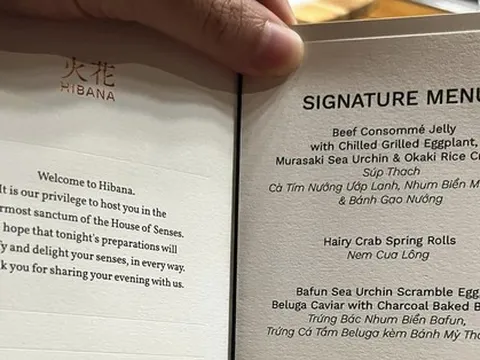 火花
HIBANA
Welcome to Hibana.
It is our privilege to host you in the
sanctum of the House of Senses.
hope that tonight's preparations will
and delight your senses, in every way.
you for sharing your evening with us.
SIGNATURE MENU
Beef Consommé Jelly
with Chilled Grilled Eggplant,
Murasaki Sea Urchin & Okaki Rice
Súp Thạch
Cà Tím Nướng Ướp Lạnh, Nhum Biển
& Bánh Gạo Nướng
Hairy Crab Spring Rolls
Nem Cua Lông
Bafun Sea Urchin Scramble Egg,
Beluga Caviar with Charcoal Baked
Trứng Bác Nhum Biển Bafun,
Trứng Cá Tầm Beluga kèm Bánh Mỳ